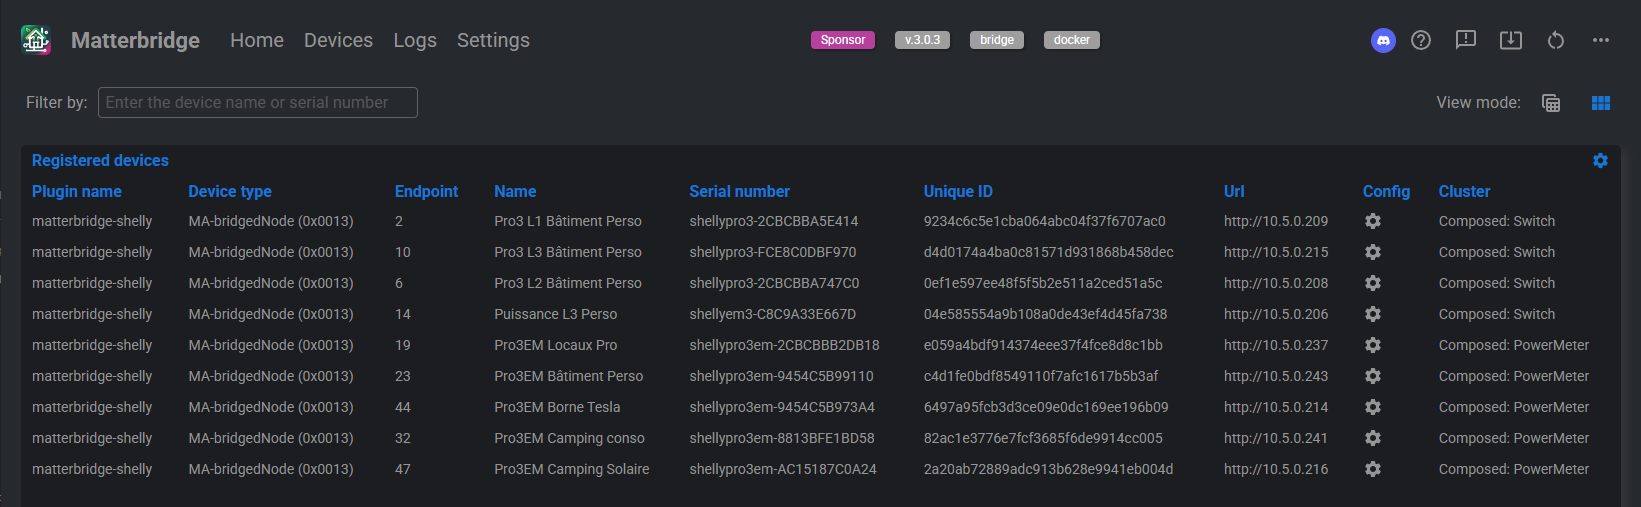 Matterbridge Home Devices Logs Settings Sponsor v.3.0.3 bridge docker
Filter by: Enter the device name or serial number View mode:
Registered devices
Plugin name Device type Endpoint Name Serial number Unique ID Url Config Cluster
matterbridge-shelly MA-bridgedNode (0x0013) 2 Pro3 L1 Bâtiment Perso shellypro3-2CBCBBA5E414 9234c6c5e1cba064abc04f37f6707ac0 http://10.5.0.209 Composed: Switch
matterbridge-shelly MA-bridgedNode (0x0013) 10 Pro3 L3 Bâtiment Perso shellypro3-FCE8C0DBF970 d4d0174a4ba0c81571d931868b458dec http://10.5.0.215 Composed: Switch
matterbridge-shelly MA-bridgedNode (0x0013) 6 Pro3 L2 Bâtiment Perso shellypro3-2CBCBBA747C0 0ef1e597ee48f5f5b2e511a2ced51a5c http://10.5.0.208 Composed: Switch
matterbridge-shelly MA-bridgedNode (0x0013) 14 Puissance L3 Perso shellyem3-C8C9A33E667D 04e585554a9b108a0de43ef4d45fa738 http://10.5.0.206 Composed: Switch
matterbridge-shelly MA-bridgedNode (0x0013) 19 Pro3EM Locaux Pro shellypro3em-2CBCBBB2DB18 e059a4bdf914374eee37f4fce8d8c1bb http://10.5.0.237 Composed: PowerMeter
matterbridge-shelly MA-bridgedNode (0x0013) 23 Pro3EM Bâtiment Perso shellypro3em-9454C5B99110 c4d1fe0bdf8549110f7afc1617b5b3af http://10.5.0.243 Composed: PowerMeter
matterbridge-shelly MA-bridgedNode (0x0013) 44 Pro3EM Borne Tesla shellypro3em-9454C5B973A4 6497a95fcb3d3ce09e0dc169ee196b09 http://10.5.0.214 Composed: PowerMeter
matterbridge-shelly MA-bridgedNode (0x0013) 32 Pro3EM Camping conso shellypro3em-8813BFE1BD58 82ac1e3776e7fcf3685f6de9914cc005 http://10.5.0.241 Composed: PowerMeter
matterbridge-shelly MA-bridgedNode (0x0013) 47 Pro3EM Camping Solaire shellypro3em-AC15187C0A24 2a20ab72889adc913b628e9941eb004d http://10.5.0.216 Composed: PowerMeter